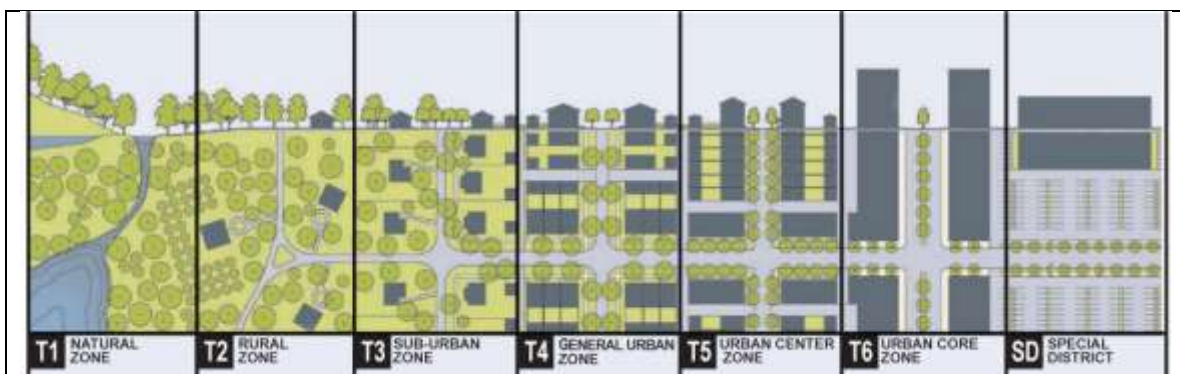 T1 NATURAL ZONE
T2 RURAL ZONE
T3 SUB-URBAN ZONE
T4 GENERAL URBAN ZONE
T5 URBAN CENTER ZONE
T6 URBAN CORE ZONE
SD SPECIAL DISTRICT